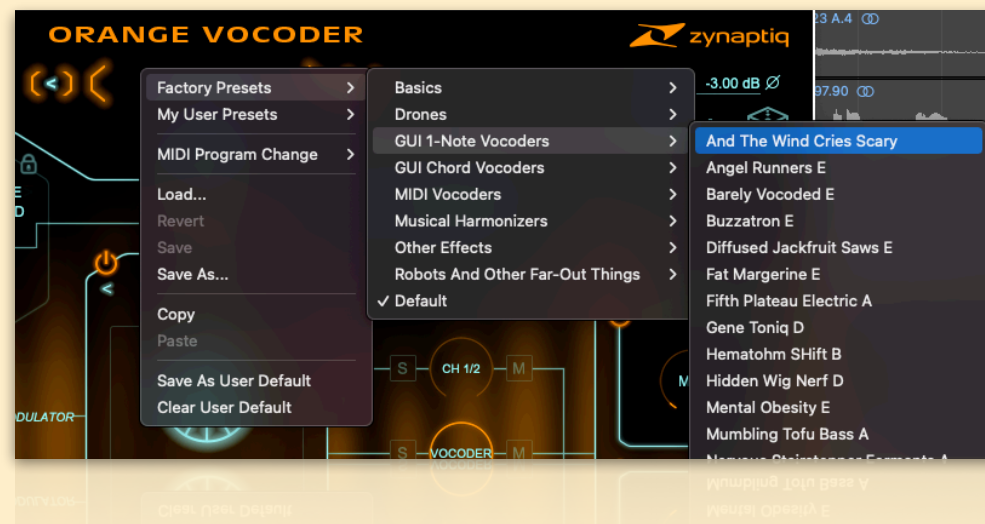 ORANGE VOCODER
zynaptiq
23 A.4
<
-3.00 dB
97.90
Factory Presets
My User Presets
MIDI Program Change
Load...
Revert
Save
Save As...
Copy
Paste
Save As User Default
Clear User Default
Basics
Drones
GUI 1-Note Vocoders
GUI Chord Vocoders
MIDI Vocoders
Musical Harmonizers
Other Effects
Robots And Other Far-Out Things
✓ Default
And The Wind Cries Scary
Angel Runners E
Barely Vocoded E
Buzzatron E
Diffused Jackfruit Saws E
Fat Margerine E
Fifth Plateau Electric A
Gene Toniq D
Hematohm SHift B
Hidden Wig Nerf D
Mental Obesity E
Mumbling Tofu Bass A
E
D
<
S
CH 1/2
M
M
DULATOR
S
VOCODER
M